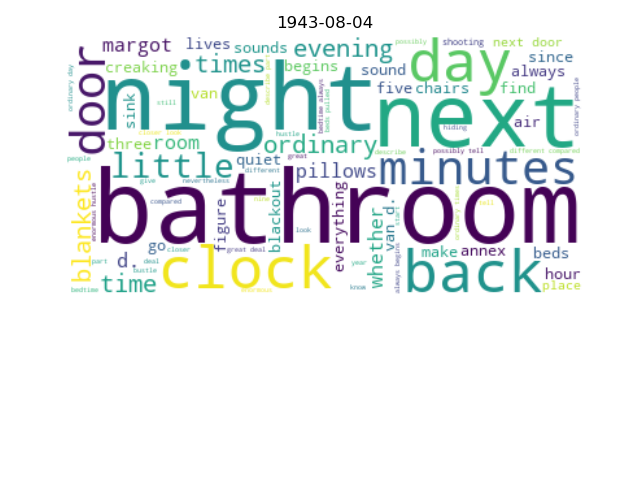 1943-08-04
margot
lives
sounds
evening
possibly
shooting
next door
door
creaking
times
begins
day
since
ordinary day
van
night
sound
next
five
chairs
find
always
sink
still
air
ordinary people
three
room
ordinary
hiding
describe
possibly tell
different compared
people
little
quiet
great
pillows
minutes
different
give
nevertheless
hustle
beds pulled
bedtime always
enormous hustle
bathroom
compared
blankets
figure
blackout
everything
whether
van d.
start
tell
look
go
closer
great deal
d.
part
deal
bustle
clock
back
make
annex
beds
year
hour
always begins
know
bedtime
time
enormous
place